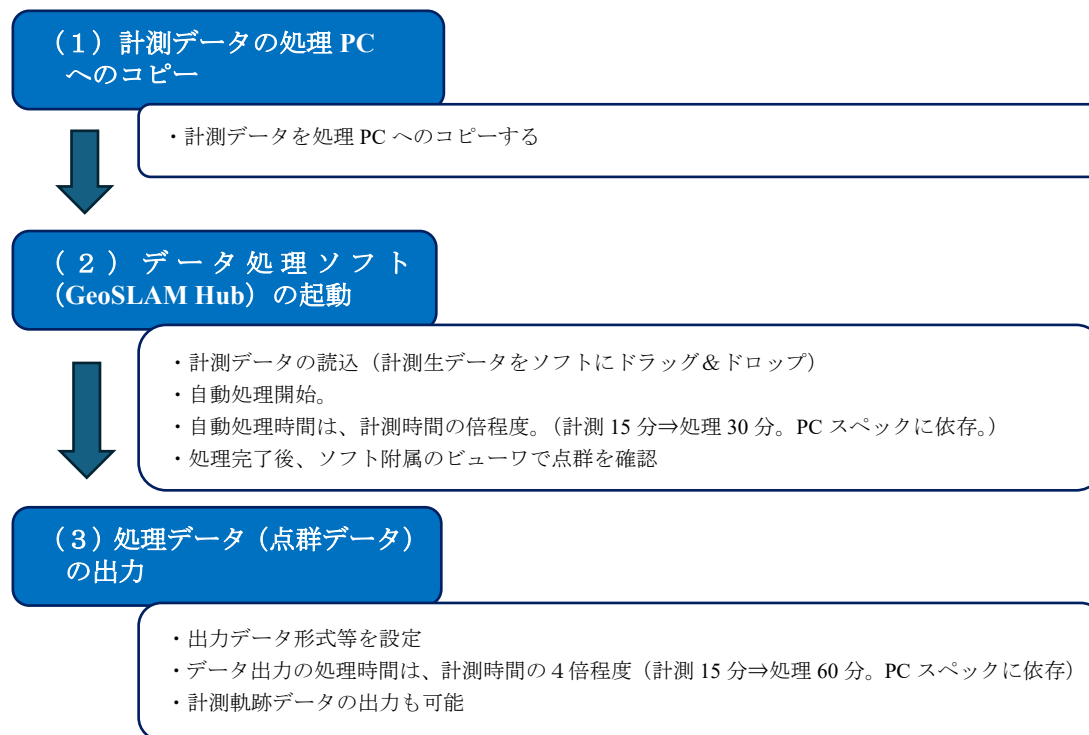 （１）計測データの処理 PC
へのコピー
・計測データを処理 PC へのコピーする
（２）データ処理ソフト
（GeoSLAM Hub）の起動
・計測データの読込（計測生データをソフトにドラッグ＆ドロップ）
・自動処理開始。
・自動処理時間は、計測時間の倍程度。（計測 15 分⇒処理 30 分。PC スペックに依存。）
・処理完了後、ソフト附属のビューワで点群を確認
（３）処理データ（点群データ）
の出力
・出力データ形式等を設定
・データ出力の処理時間は、計測時間の４倍程度（計測 15 分⇒処理 60 分。PC スペックに依存）
・計測軌跡データの出力も可能